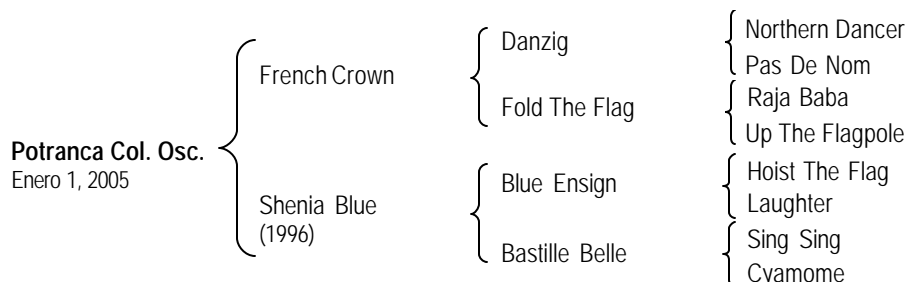 Potranca Col. Osc.
Enero 1, 2005
French Crown
Shenia Blue
(1996)
Danzig
Fold The Flag
Blue Ensign
Bastille Belle
Northern Dancer
Pas De Nom
Raja Baba
Up The Flagpole
Hoist The Flag
Laughter
Sing Sing
Cyamome